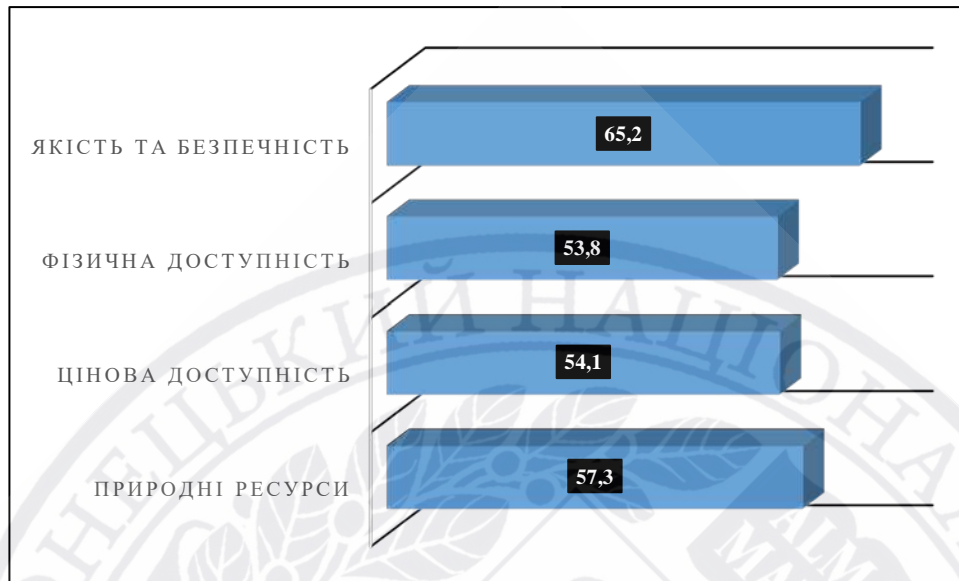 ЯКІСТЬ ТА БЕЗПЕЧНІСТЬ
65,2
ФІЗИЧНА ДОСТУПНІСТЬ
53,8
ЦІНОВА ДОСТУПНІСТЬ
54,1
ПРИРОДНІ РЕСУРСИ
57,3